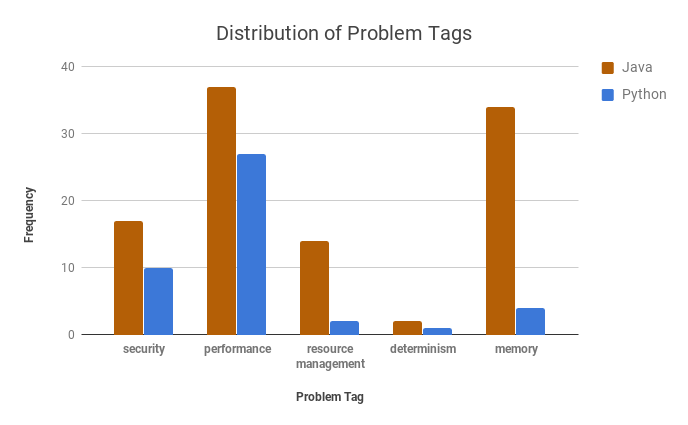 Distribution of Problem Tags
Java
Python
40
30
20
10
0
Frequency
security
performance
resource
management
determinism
memory
Problem Tag